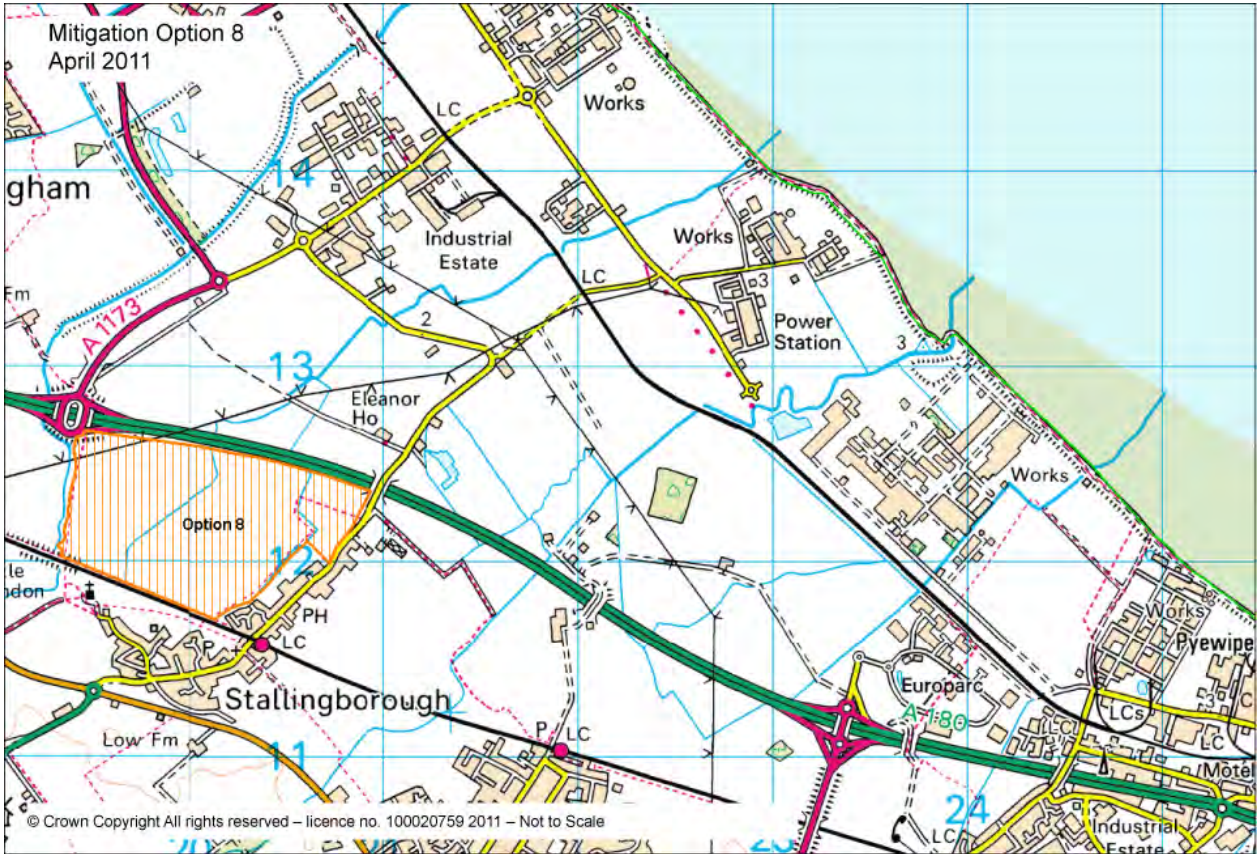 Mitigation Option 8
April 2011
Works
LC
gham
14
Industrial
Estate
Works
LC
3
Fm
A 1173
2
Power
Station
3
13
Eleanor
Ho
Works
Option 8
12
le
don
PH
P
LC
Works
Pyewipe
Stallingborough
Europarc
A 180
LCs
3
P
LC
LC
LC
Low Fm
11
Motel
24
© Crown Copyright All rights reserved – licence no. 100020759 2011 – Not to Scale
LC
Industrial
Estate